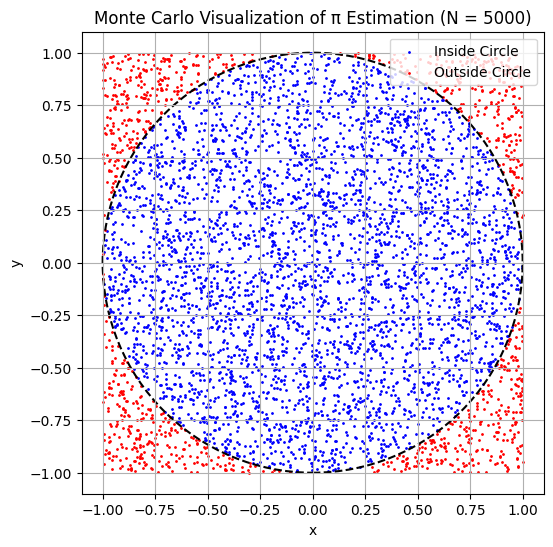 Monte Carlo Visualization of π Estimation (N = 5000)
Inside Circle
Outside Circle
1.00
0.75
0.50
0.25
0.00
−0.25
−0.50
−0.75
−1.00
y
−1.00 −0.75 −0.50 −0.25 0.00 0.25 0.50 0.75 1.00
x